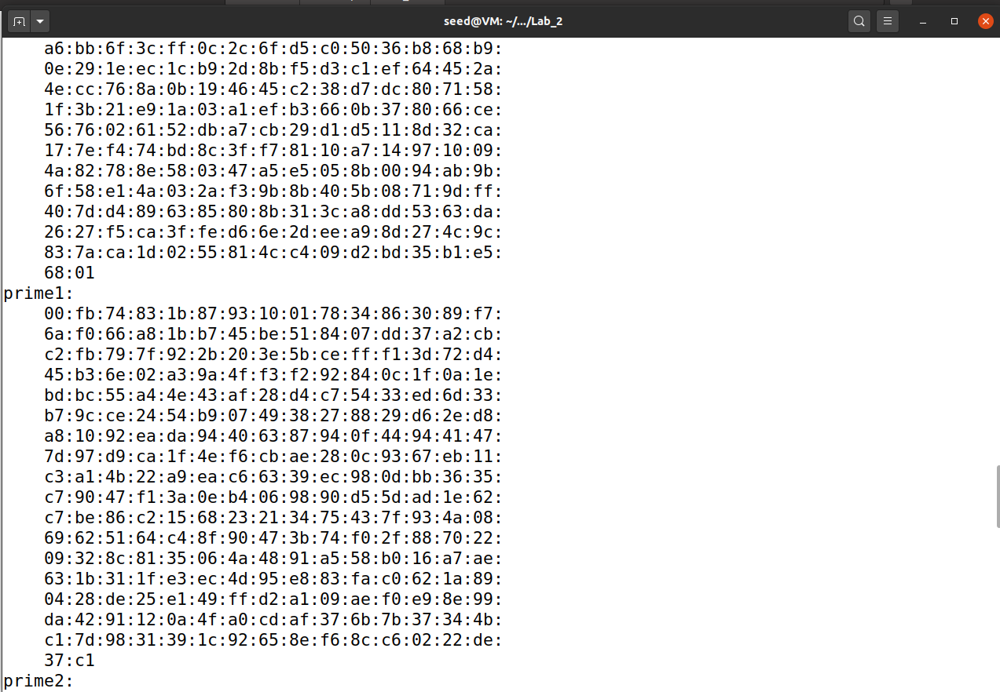 seed@VM: ~/.../Lab_2
a6:bb:6f:3c:ff:0c:2c:6f:d5:c0:50:36:b8:68:b9:
0e:29:1e:ec:1c:b9:2d:8b:f5:d3:c1:ef:64:45:2a:
4e:cc:76:8a:0b:19:46:45:c2:38:d7:dc:80:71:58:
1f:3b:21:e9:1a:03:a1:ef:b3:66:0b:37:80:66:ce:
56:76:02:61:52:db:a7:cb:29:d1:d5:11:8d:32:ca:
17:7e:f4:74:bd:8c:3f:f7:81:10:a7:14:97:10:09:
4a:82:78:8e:58:03:47:a5:e5:05:8b:00:94:ab:9b:
6f:58:e1:4a:03:2a:f3:9b:8b:40:5b:08:71:9d:ff:
40:7d:d4:89:63:85:80:8b:31:3c:a8:dd:53:63:da:
26:27:f5:ca:3f:fe:d6:6e:2d:ee:a9:8d:27:4c:9c:
83:7a:ca:1d:02:55:81:4c:c4:09:d2:bd:35:b1:e5:
68:01
prime1:
00:fb:74:83:1b:87:93:10:01:78:34:86:30:89:f7:
6a:f0:66:a8:1b:b7:45:be:51:84:07:dd:37:a2:cb:
c2:fb:79:7f:92:2b:20:3e:5b:ce:ff:f1:3d:72:d4:
45:b3:6e:02:a3:9a:4f:f3:f2:92:84:0c:1f:0a:1e:
bd:bc:55:a4:4e:43:af:28:d4:c7:54:33:ed:6d:33:
b7:9c:ce:24:54:b9:07:49:38:27:88:29:d6:2e:d8:
a8:10:92:ea:da:94:40:63:87:94:0f:44:94:41:47:
7d:97:d9:ca:1f:4e:f6:cb:ae:28:0c:93:67:eb:11:
c3:a1:4b:22:a9:ea:c6:63:39:ec:98:0d:bb:36:35:
c7:90:47:f1:3a:0e:b4:06:98:90:d5:5d:ad:1e:62:
c7:be:86:c2:15:68:23:21:34:75:43:7f:93:4a:08:
69:62:51:64:c4:8f:90:47:3b:74:f0:2f:88:70:22:
09:32:8c:81:35:06:4a:48:91:a5:58:b0:16:a7:ae:
63:1b:31:1f:e3:ec:4d:95:e8:83:fa:c0:62:1a:89:
04:28:de:25:e1:49:ff:d2:a1:09:ae:f0:e9:8e:99:
da:42:91:12:0a:4f:a0:cd:af:37:6b:7b:37:34:4b:
c1:7d:98:31:39:1c:92:65:8e:f6:8c:c6:02:22:de:
37:c1
prime2: